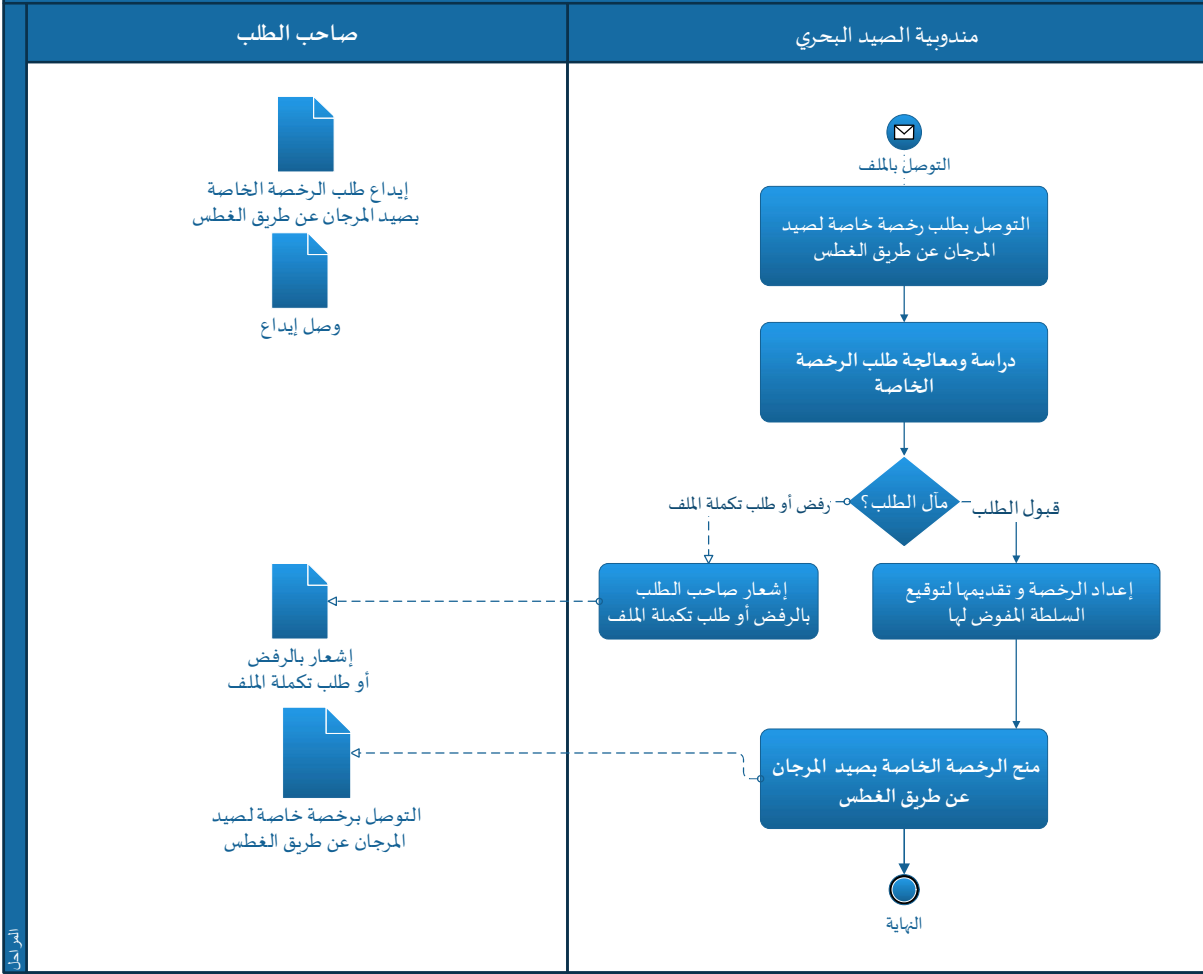 مندوبية الصيد البحري
صاحب الطلب
التوصل بالملف
التوصل بطلب رخصة خاصة لصيد
المرجان عن طريق الغطس
دراسة ومعالجة طلب الرخصة
الخاصة
مآل الطلب؟
قبول الطلب
رفض أو طلب تكملة الملف
إعداد الرخصة و تقديمها لتوقيع
السلطة المفوض لها
إشعار صاحب الطلب
بالرفض أو طلب تكملة الملف
منح الرخصة الخاصة بصيد المرجان
عن طريق الغطس
النهاية
إيداع طلب الرخصة الخاصة
بصيد المرجان عن طريق الغطس
وصل إيداع
إشعار بالرفض
أو طلب تكملة الملف
التوصل برخصة خاصة لصيد
المرجان عن طريق الغطس
المراحل